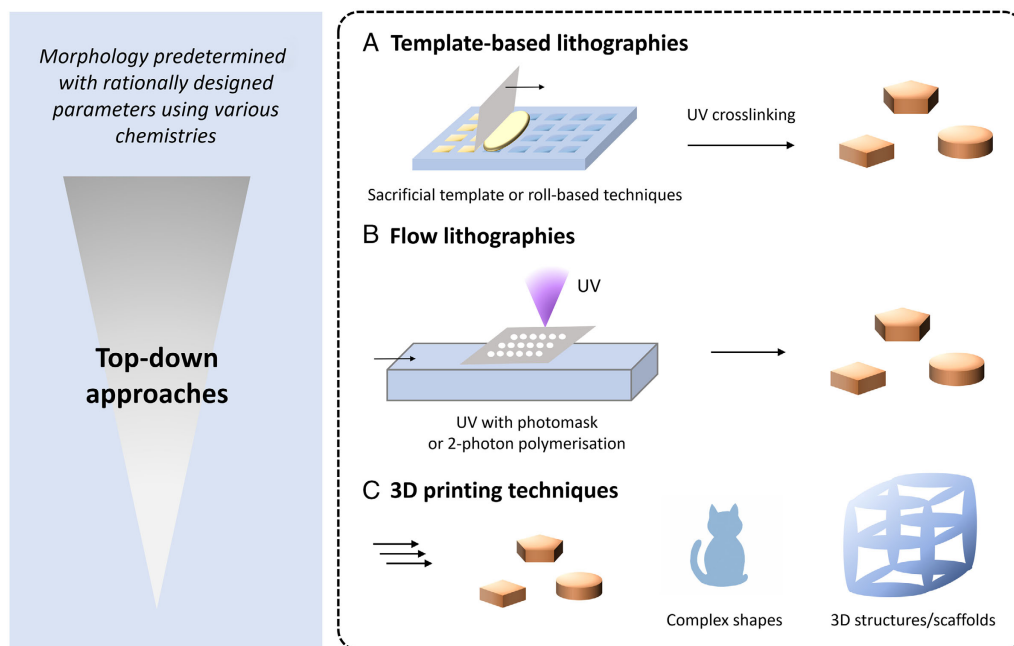 Morphology predetermined
with rationally designed
parameters using various
chemistries
Top-down
approaches
A Template-based lithographies
UV crosslinking
Sacrificial template or roll-based techniques
B Flow lithographies
UV
UV with photomask
or 2-photon polymerisation
C 3D printing techniques
Complex shapes
3D structures/scaffolds